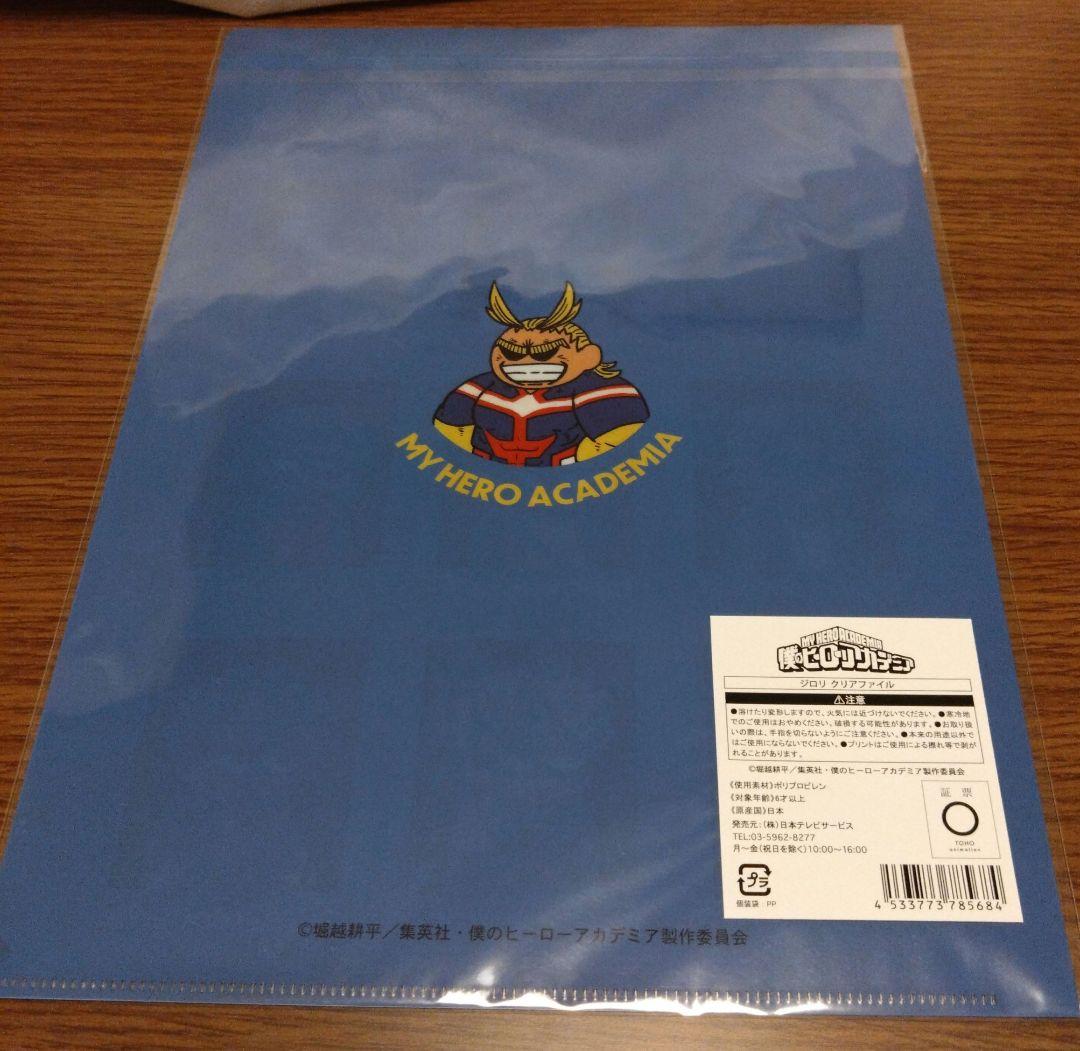 MY HERO ACADEMIA
MY HERO ACADEMIA
僕のヒーローアカデミア
ジロリ クリアファイル
⚠注意
●溶けたり変形しますので、火気には近づけないでください。●寒冷地
でのご使用はおやめください。破損する可能性があります。●お取り扱
いの際は、手指を切らないようにご注意ください。●本来の用途以外で
はご使用にならないでください。●プリントはご使用による擦れ等で剥が
れることがあります。
©堀越耕平／集英社・僕のヒーローアカデミア製作委員会
《使用素材》ポリプロピレン
《対象年齢》6才以上
《原産国》日本
発売元：(株)日本テレビサービス
TEL:03-5962-8277
月～金(祝日を除く)10:00～16:00
証票
TOHO
animation
プラ
個装袋 PP
4 533773 785684
©堀越耕平／集英社・僕のヒーローアカデミア製作委員会